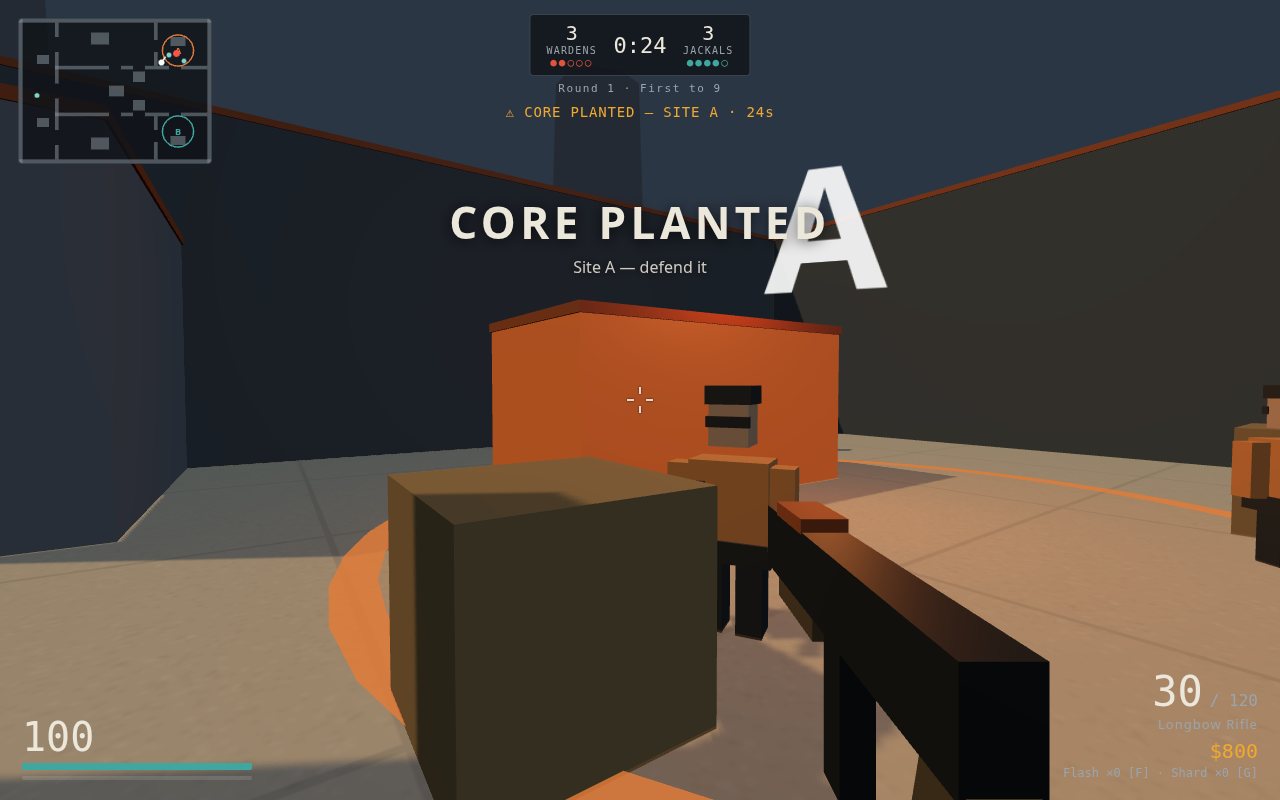 3 0:24 3
WARDENS JACKALS
Round 1 · First to 9
⚠ CORE PLANTED — SITE A · 24s
A
CORE PLANTED
Site A — defend it
B
100
30 / 120
Longbow Rifle
$800
Flash ×0 [F] · Shard ×0 [G]